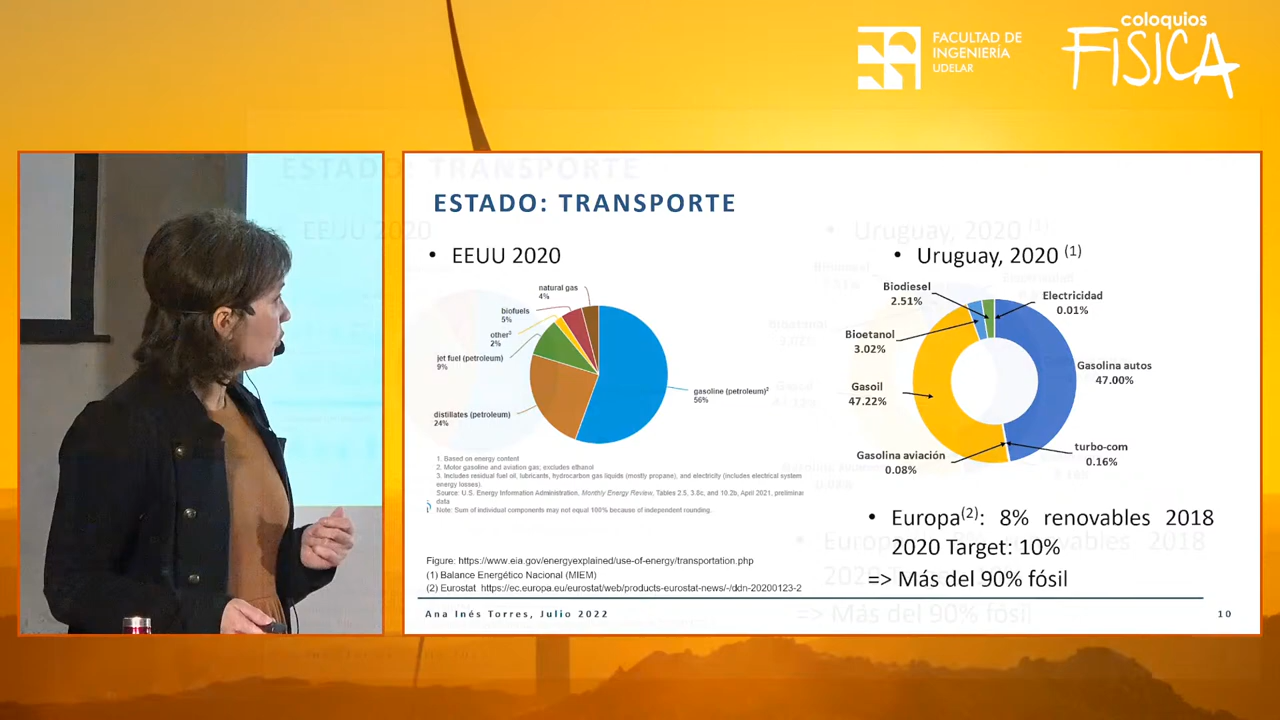 FACULTAD DE
INGENIERÍA
UDELAR
coloquios
FISICA
ESTADO: TRANSPORTE
• EEUU 2020
natural gas
4%
biofuels
5%
other³
2%
jet fuel (petroleum)
9%
distillates (petroleum)
24%
gasoline (petroleum)²
56%
1. Based on energy content
2. Motor gasoline and aviation gas; excludes ethanol
3. Includes residual fuel oil, lubricants, hydrocarbon gas liquids (mostly propane), and electricity (includes electrical system
energy losses).
Source: U.S. Energy Information Administration, Monthly Energy Review, Tables 2.5, 3.8c, and 10.2b, April 2021, preliminar
data
Note: Sum of individual components may not equal 100% because of independent rounding.
• Uruguay, 2020 (1)
Biodiesel
2.51%
Electricidad
0.01%
Bioetanol
3.02%
Gasolina autos
47.00%
Gasoil
47.22%
turbo-com
0.16%
Gasolina aviación
0.08%
• Europa(2): 8% renovables 2018
2020 Target: 10%
=> Más del 90% fósil
Figure: https://www.eia.gov/energyexplained/use-of-energy/transportation.php
(1) Balance Energético Nacional (MIEM)
(2) Eurostat https://ec.europa.eu/eurostat/web/products-eurostat-news/-/ddn-20200123-2
Ana Inés Torres, Julio 2022
10